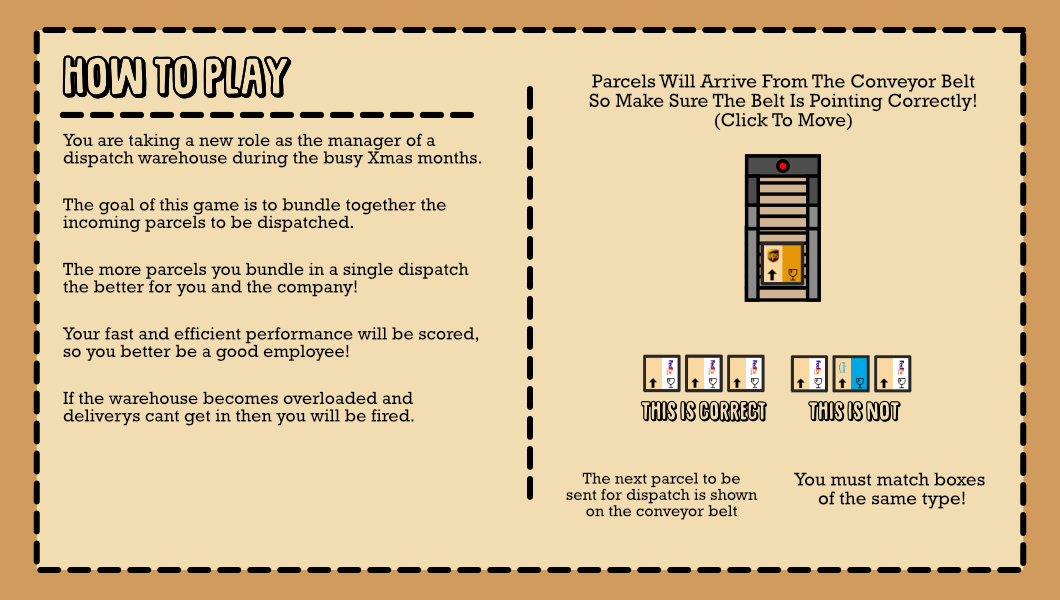 HOW TO PLAY
You are taking a new role as the manager of a
dispatch warehouse during the busy Xmas months.
The goal of this game is to bundle together the
incoming parcels to be dispatched.
The more parcels you bundle in a single dispatch
the better for you and the company!
Your fast and efficient performance will be scored,
so you better be a good employee!
If the warehouse becomes overloaded and
deliverys cant get in then you will be fired.
Parcels Will Arrive From The Conveyor Belt
So Make Sure The Belt Is Pointing Correctly!
(Click To Move)
FedEx FedEx FedEx FedEx FedEx
THIS IS CORRECT THIS IS NOT
The next parcel to be
sent for dispatch is shown
on the conveyor belt
You must match boxes
of the same type!